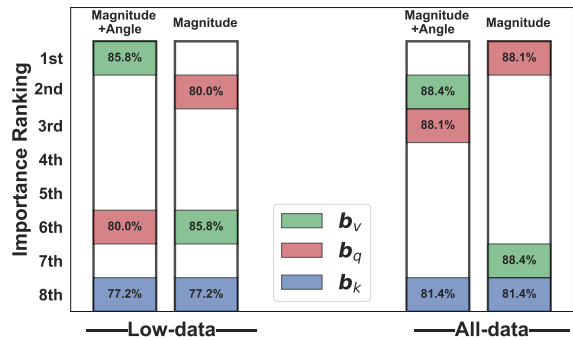 Magnitude
+Angle
Magnitude
Magnitude
+Angle
Magnitude
Importance Ranking
1st
85.8%
88.1%
2nd
80.0%
88.4%
3rd
88.1%
4th
5th
6th
80.0%
85.8%
7th
88.4%
8th
77.2%
77.2%
81.4%
81.4%
b_v
b_q
b_k
Low-data
All-data